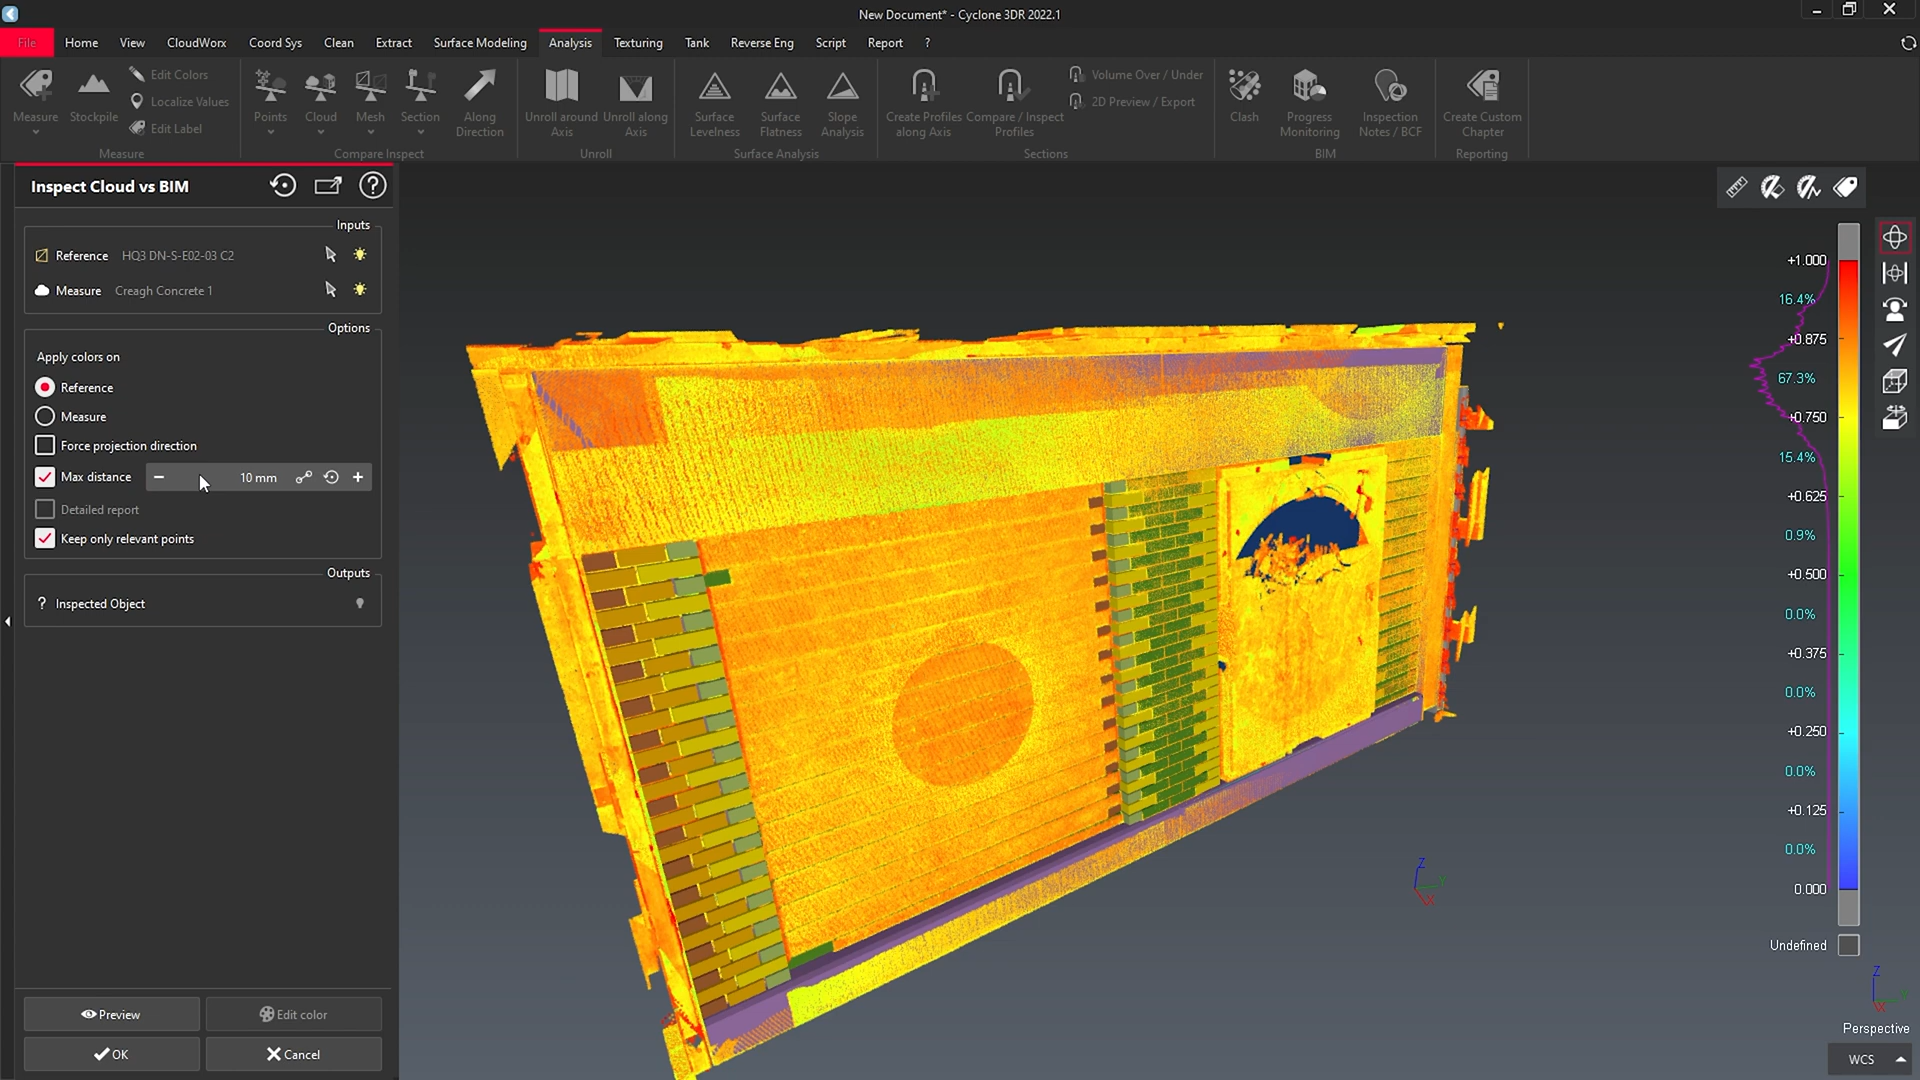 New Document* - Cyclone 3DR 2022.1
File Home View CloudWorx Coord Sys Clean Extract Surface Modeling Analysis Texturing Tank Reverse Eng Script Report ?
Measure
Stockpile
Edit Colors
Localize Values
Edit Label
Measure
Points
Cloud
Mesh
Section
Along
Direction
Compare Inspect
Unroll around
Axis
Unroll along
Axis
Unroll
Surface
Levelness
Surface
Flatness
Slope
Analysis
Surface Analysis
Create Profiles
along Axis
Compare / Inspect
Profiles
Volume Over / Under
2D Preview / Export
Sections
Clash
Progress
Monitoring
Inspection
Notes / BCF
BIM
Create Custom
Chapter
Reporting
Inspect Cloud vs BIM
Inputs
Reference HQ3 DN-S-E02-03 C2
Measure Creagh Concrete 1
Options
Apply colors on
Reference
Measure
Force projection direction
Max distance − 10 mm +
Detailed report
Keep only relevant points
Outputs
? Inspected Object
Preview
Edit color
OK
Cancel
+1.000
16.4%
+0.875
67.3%
+0.750
15.4%
+0.625
0.9%
+0.500
0.0%
+0.375
0.0%
+0.250
0.0%
+0.125
0.0%
0.000
Undefined
Z
Y
X
Z
Y
X
Perspective
WCS